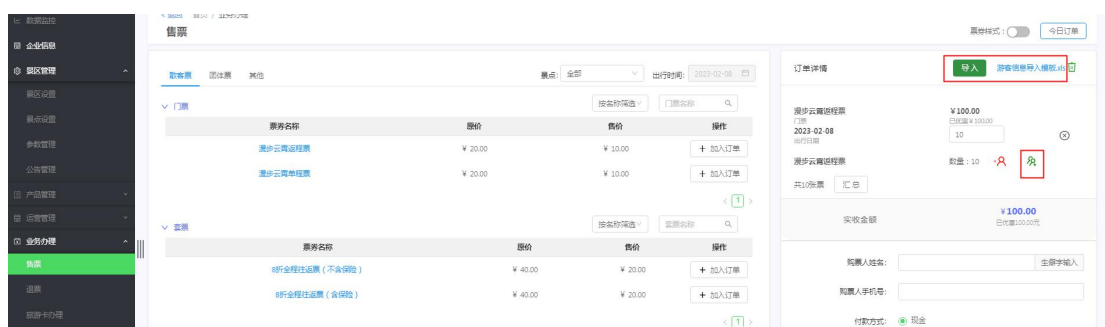 数据监控
企业信息
景区管理
景区设置
景点设置
参数管理
公告管理
产品管理
运营管理
业务办理
售票
退票
旅游卡办理
< 返回 首页 / 业务办理
售票
票券样式: 今日订单
散客票 团体票 其他
景点: 全部 出行时间: 2023-02-08
门票
按名称筛选 门票名称
票券名称 原价 售价 操作
漫步云霄返程票 ¥ 20.00 ¥ 10.00 + 加入订单
漫步云霄单程票 ¥ 20.00 ¥ 10.00 + 加入订单
< 1 >
套票
按名称筛选 套票名称
票券名称 原价 售价 操作
8折全程往返票 ( 不含保险 ) ¥ 40.00 ¥ 20.00 + 加入订单
8折全程往返票 ( 含保险 ) ¥ 40.00 ¥ 20.00 + 加入订单
< 1 >
订单详情
导入 游客信息导入模板.xls
漫步云霄返程票 ¥100.00
门票 已优惠¥100.00
2023-02-08 10
出行日期
漫步云霄返程票 数量：10
共10张票 汇总
实收金额 ¥100.00
已优惠100.00元
购票人姓名: 生僻字输入
购票人手机号:
付款方式: 现金